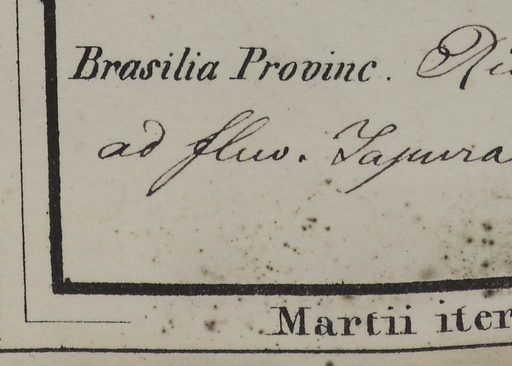 Brasilia Provinc.
ad fluv. Japura
Martii iter